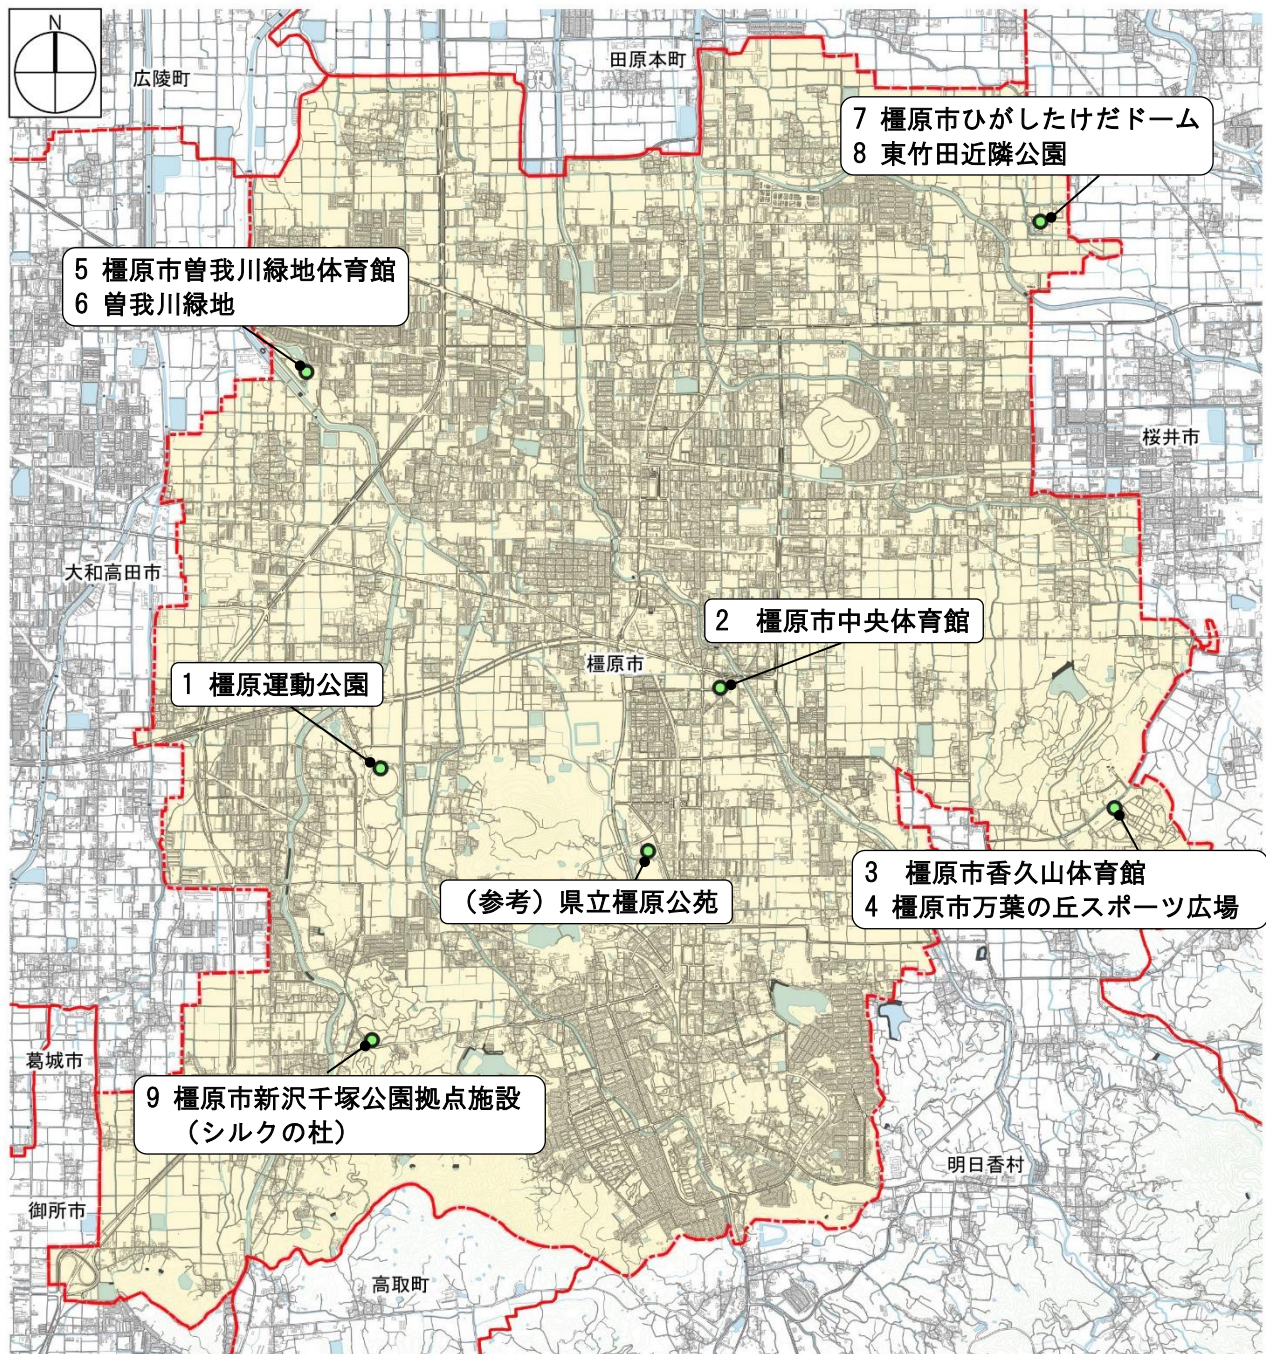 N
広陵町
田原本町
7 橿原市ひがしたけだドーム
8 東竹田近隣公園
5 橿原市曽我川緑地体育館
6 曽我川緑地
桜井市
大和高田市
2 橿原市中央体育館
橿原市
1 橿原運動公園
3 橿原市香久山体育館
4 橿原市万葉の丘スポーツ広場
（参考）県立橿原公苑
葛城市
9 橿原市新沢千塚公園拠点施設
（シルクの杜）
明日香村
御所市
高取町